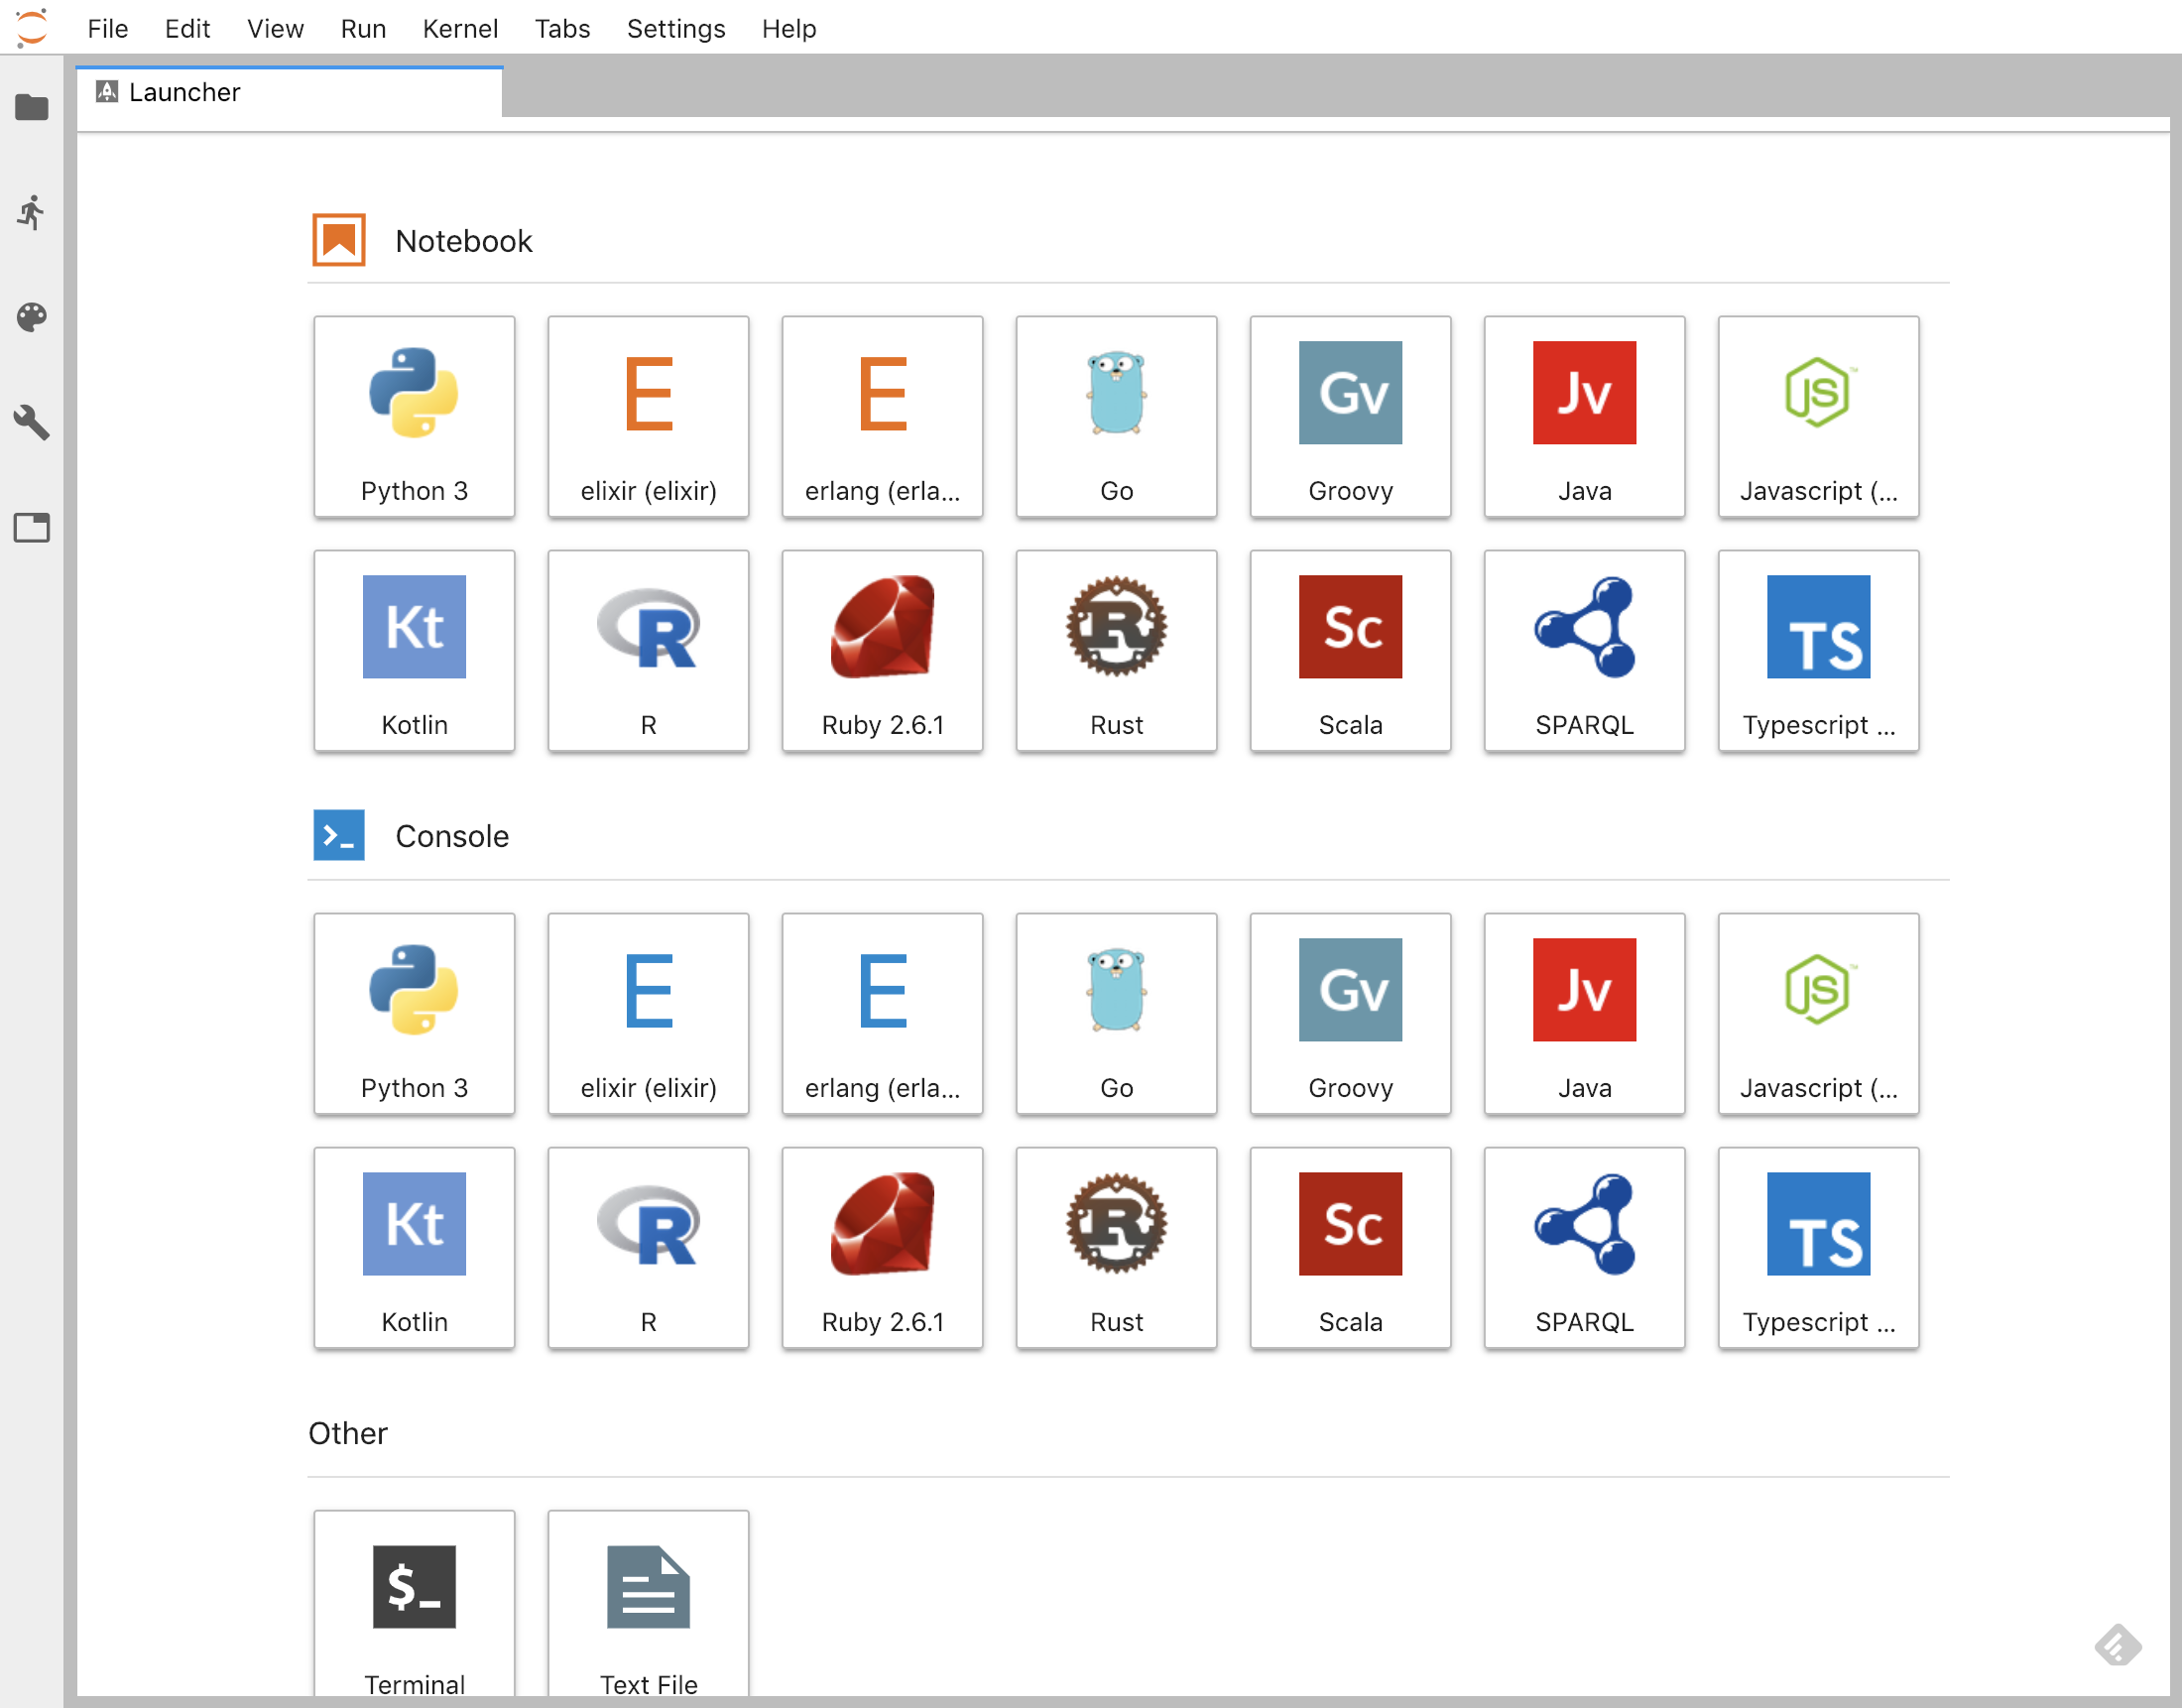 File Edit View Run Kernel Tabs Settings Help
Launcher
Notebook
E E Gv Jv JS
Python 3 elixir (elixir) erlang (erla... Go Groovy Java Javascript (...
Kt R R Sc TS
Kotlin R Ruby 2.6.1 Rust Scala SPARQL Typescript ...
>_ Console
E E Gv Jv JS
Python 3 elixir (elixir) erlang (erla... Go Groovy Java Javascript (...
Kt R R Sc TS
Kotlin R Ruby 2.6.1 Rust Scala SPARQL Typescript ...
Other
$_
Terminal Text File